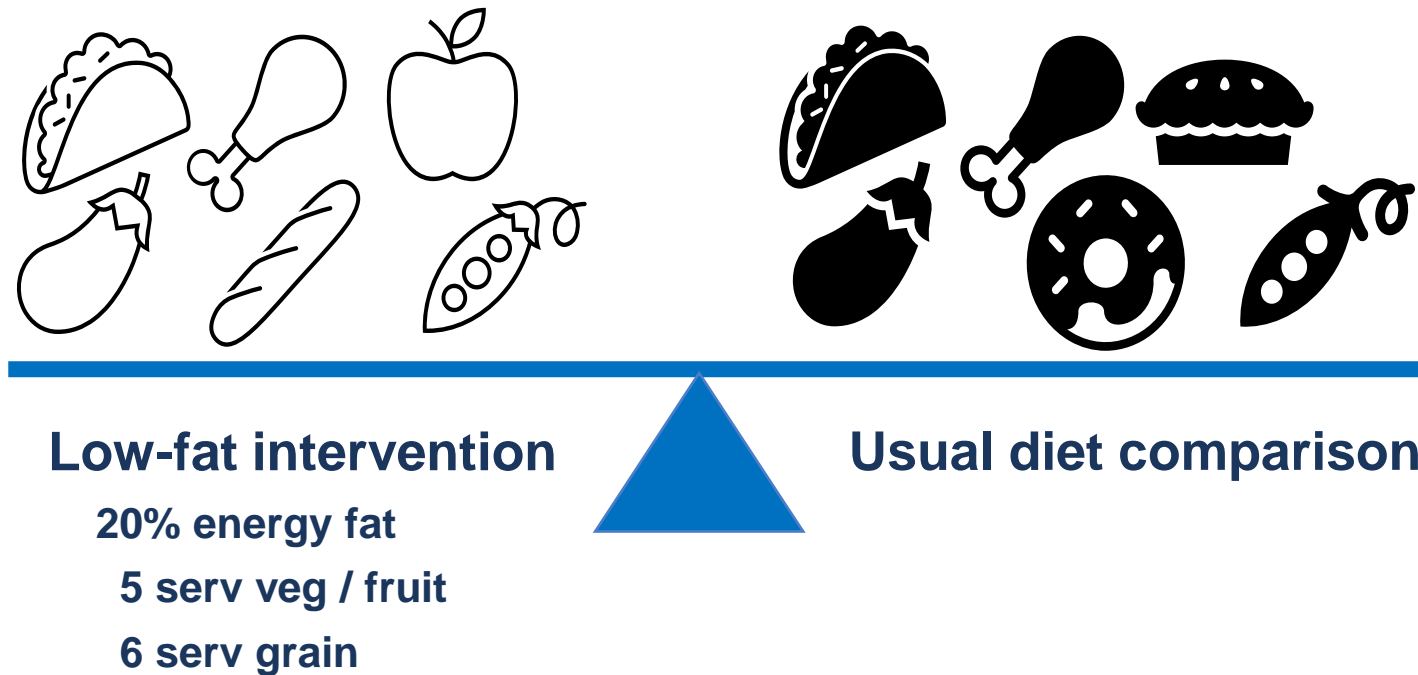 Low-fat intervention
20% energy fat
5 serv veg / fruit
6 serv grain
Usual diet comparison